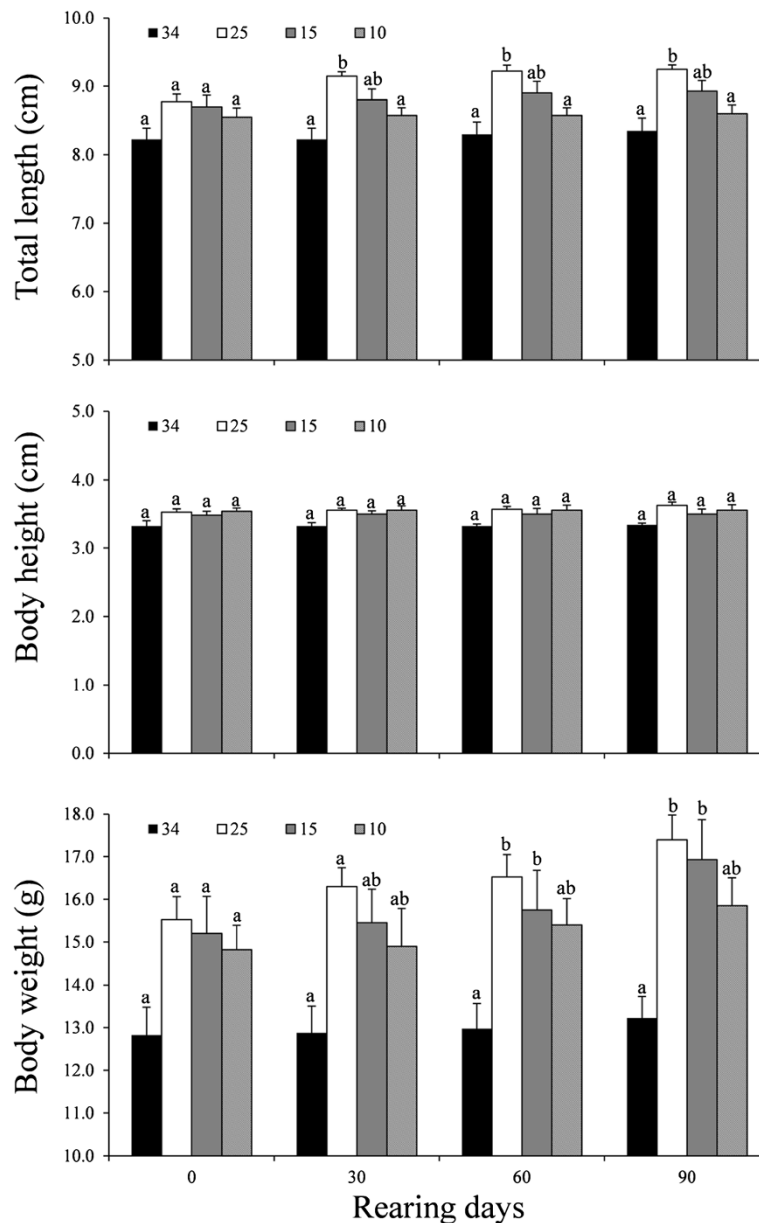 Total length (cm)
10.0
9.0
8.0
7.0
6.0
5.0
34 25 15 10
a a a a
a b ab a
a b ab a
a b ab a
Body height (cm)
5.0
4.0
3.0
2.0
1.0
0.0
34 25 15 10
a a a a
a a a a
a a a a
a a a a
Body weight (g)
18.0
17.0
16.0
15.0
14.0
13.0
12.0
11.0
10.0
34 25 15 10
a a a a
a a ab ab
a b b ab
a b b ab
0 30 60 90
Rearing days